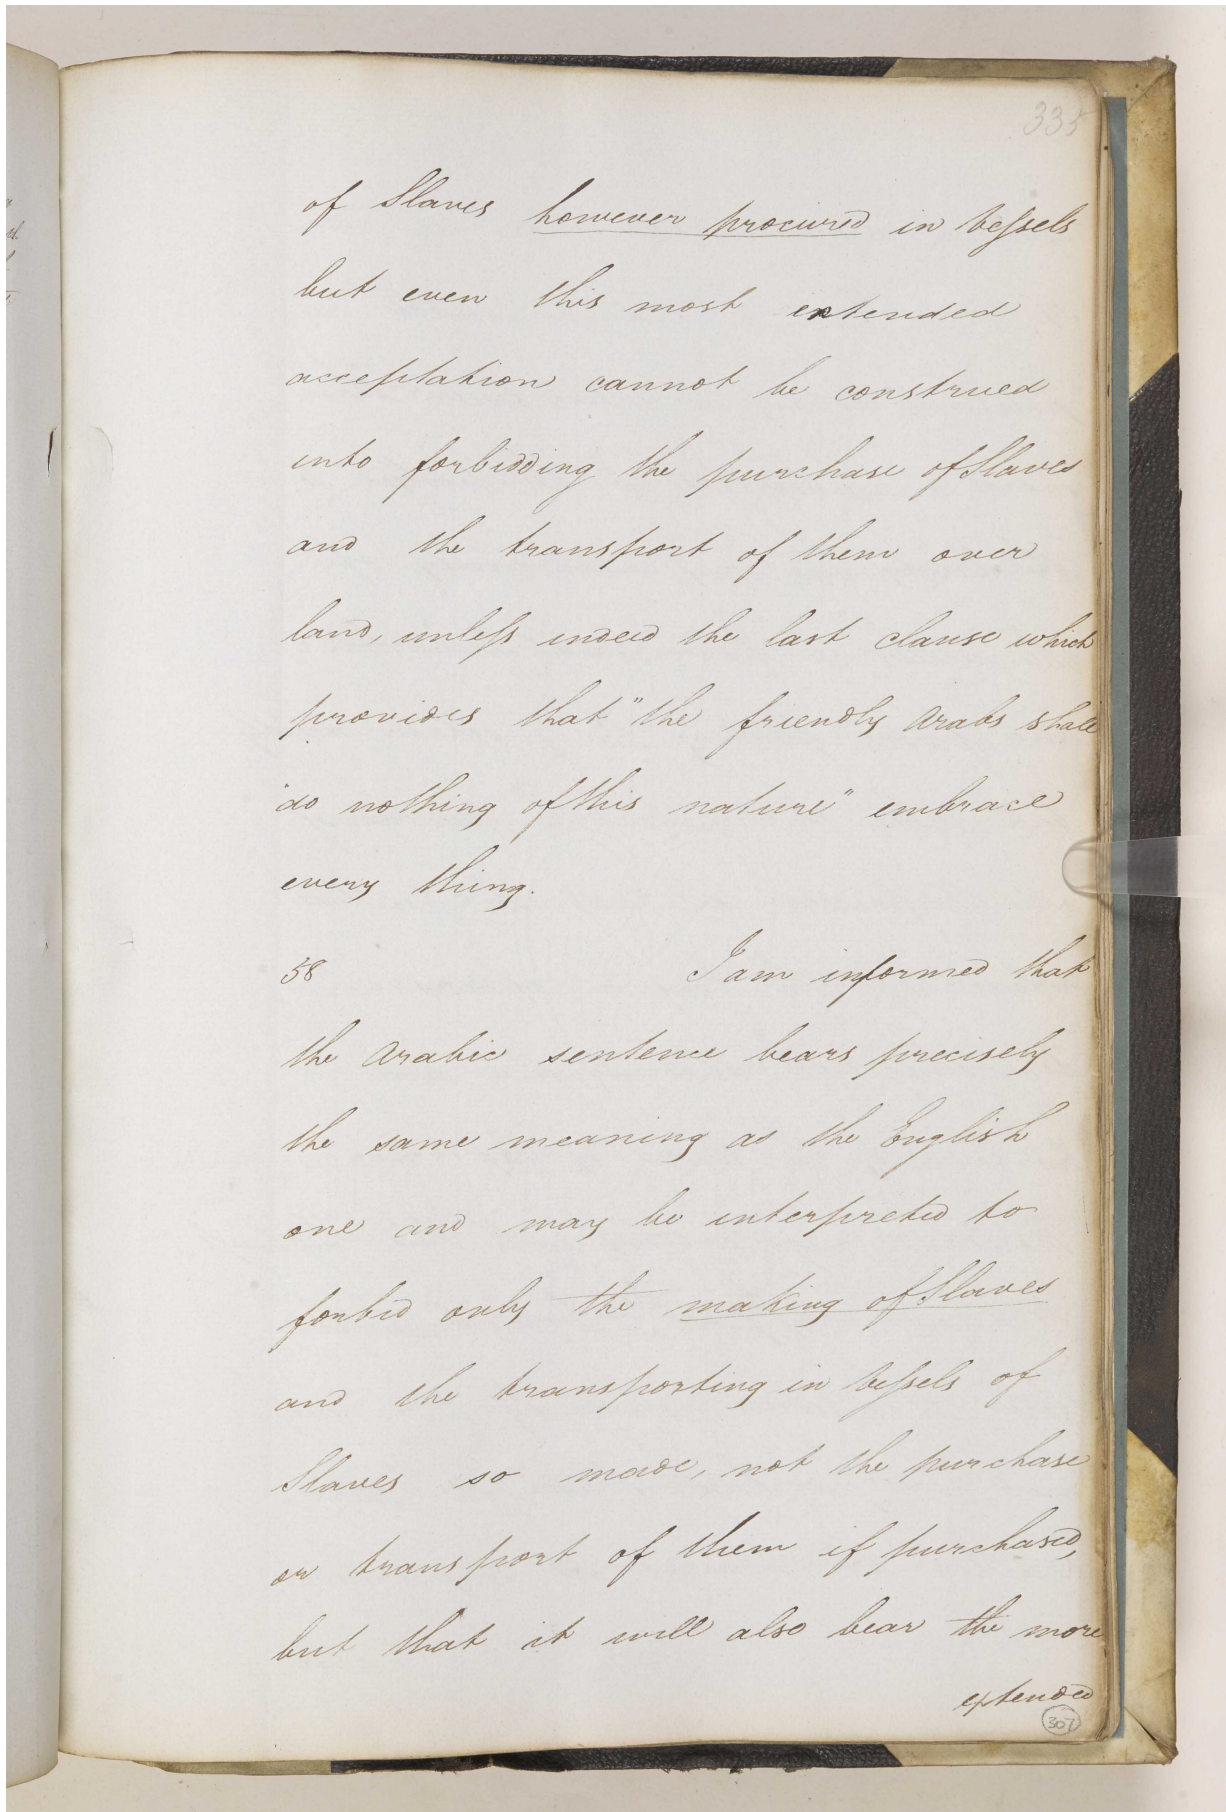 335
of Slaves however procured in Vessels
but even this most extended
acceptation cannot be construed
into forbidding the purchase of Slaves
and the transport of them over
land, unless indeed the last clause which
provides that "the friendly Arabs shall
"do nothing of this nature" embrace
every thing.
58 I am informed that
the Arabic sentence bears precisely
the same meaning as the English
one and may be interpreted to
forbid only the making of Slaves
and the transporting in Vessels of
Slaves so made, not the purchase
or transport of them if purchased,
but that it will also bear the more
extended
307